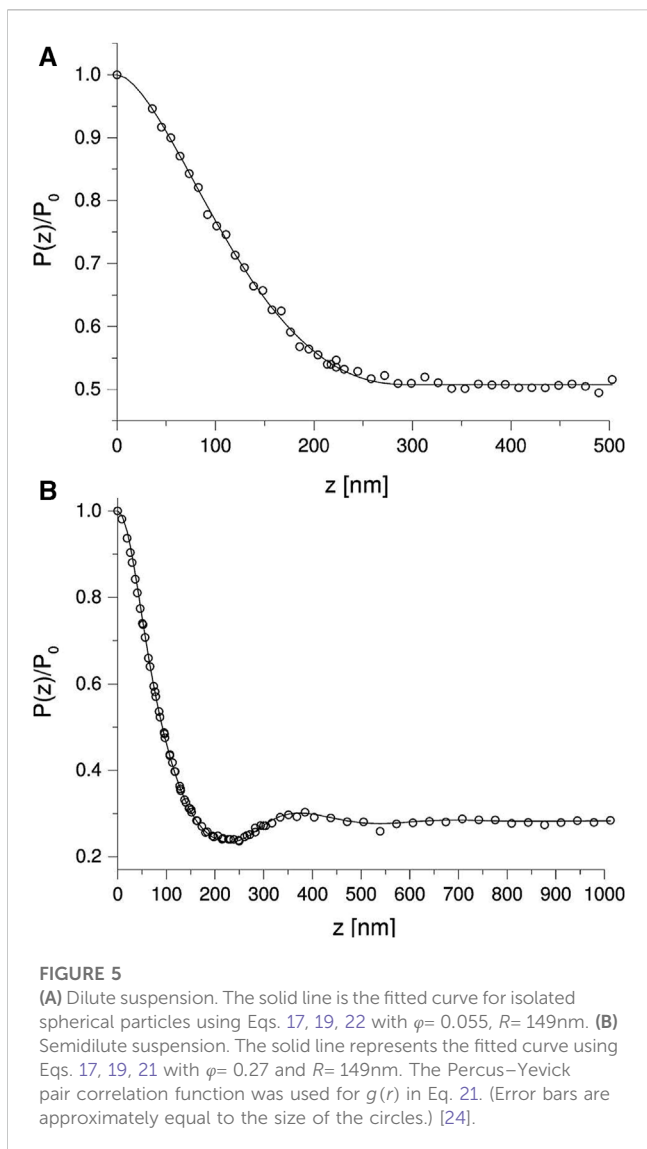 A
1.0
0.9
0.8
0.7
0.6
0.5
P(z)/P₀
0 100 200 300 400 500
z [nm]
B
1.0
0.8
0.6
0.4
0.2
P(z)/P₀
0 100 200 300 400 500 600 700 800 900 1000
z [nm]
FIGURE 5
(A) Dilute suspension. The solid line is the fitted curve for isolated
spherical particles using Eqs. 17, 19, 22 with φ= 0.055, R= 149nm. (B)
Semidilute suspension. The solid line represents the fitted curve using
Eqs. 17, 19, 21 with φ= 0.27 and R= 149nm. The Percus–Yevick
pair correlation function was used for g(r) in Eq. 21. (Error bars are
approximately equal to the size of the circles.) [24].